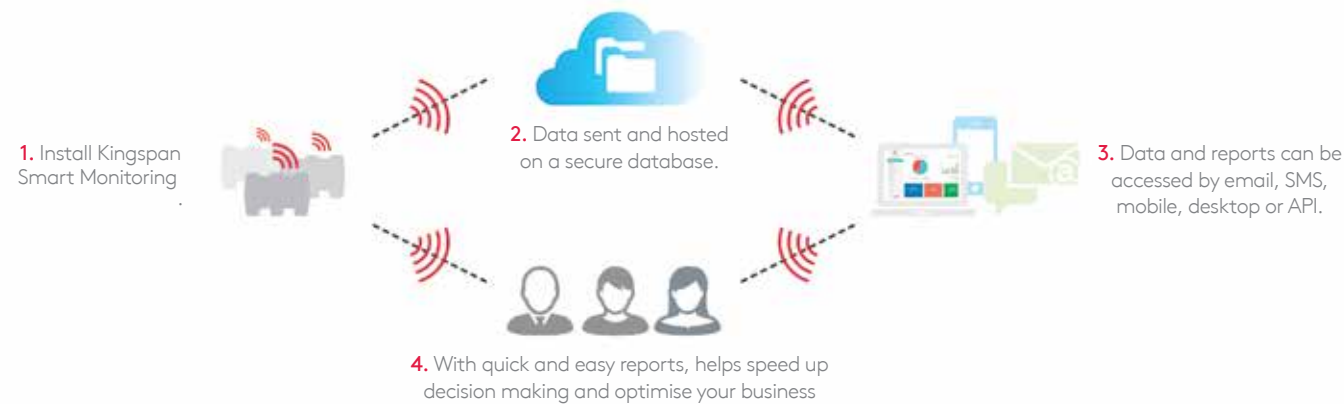 1. Install Kingspan
Smart Monitoring
.
2. Data sent and hosted
on a secure database.
3. Data and reports can be
accessed by email, SMS,
mobile, desktop or API.
@
4. With quick and easy reports, helps speed up
decision making and optimise your business